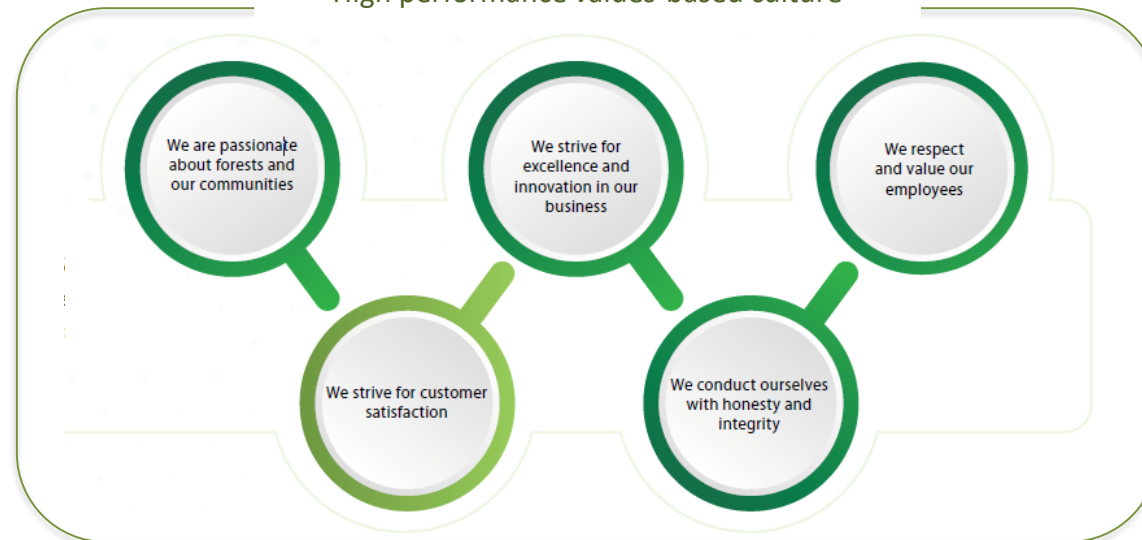 High performance values-based culture
We are passionate
about forests and
our communities
We strive for
excellence and
innovation in our
business
We respect
and value our
employees
We strive for customer
satisfaction
We conduct ourselves
with honesty and
integrity